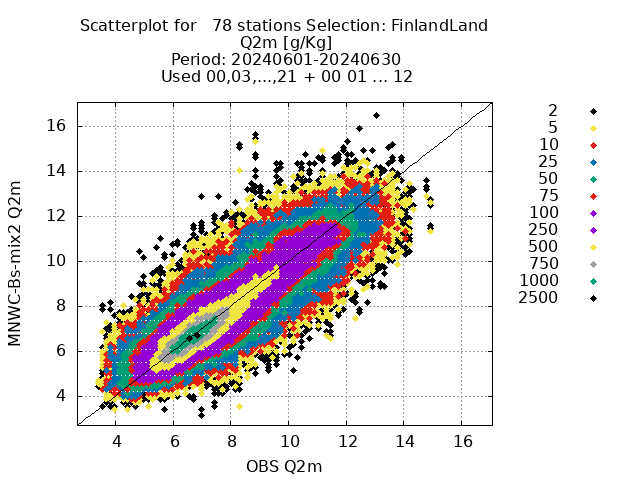 Scatterplot for   78 stations Selection: FinlandLand
Q2m [g/Kg]
Period: 20240601-20240630
Used 00,03,...,21 + 00 01 ... 12
MNWC-Bs-mix2 Q2m
16
14
12
10
8
6
4
4 6 8 10 12 14 16
OBS Q2m
2
5
10
25
50
75
100
250
500
750
1000
2500